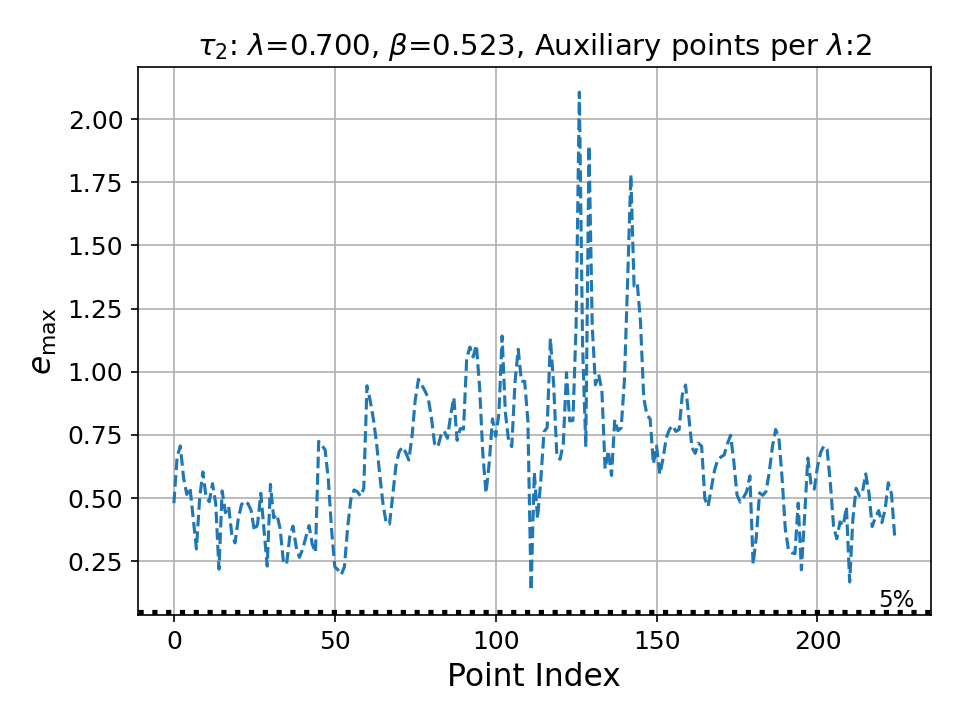 τ₂: λ=0.700, β=0.523, Auxiliary points per λ:2
2.00
1.75
1.50
1.25
1.00
0.75
0.50
0.25
e_max
5%
0 50 100 150 200
Point Index